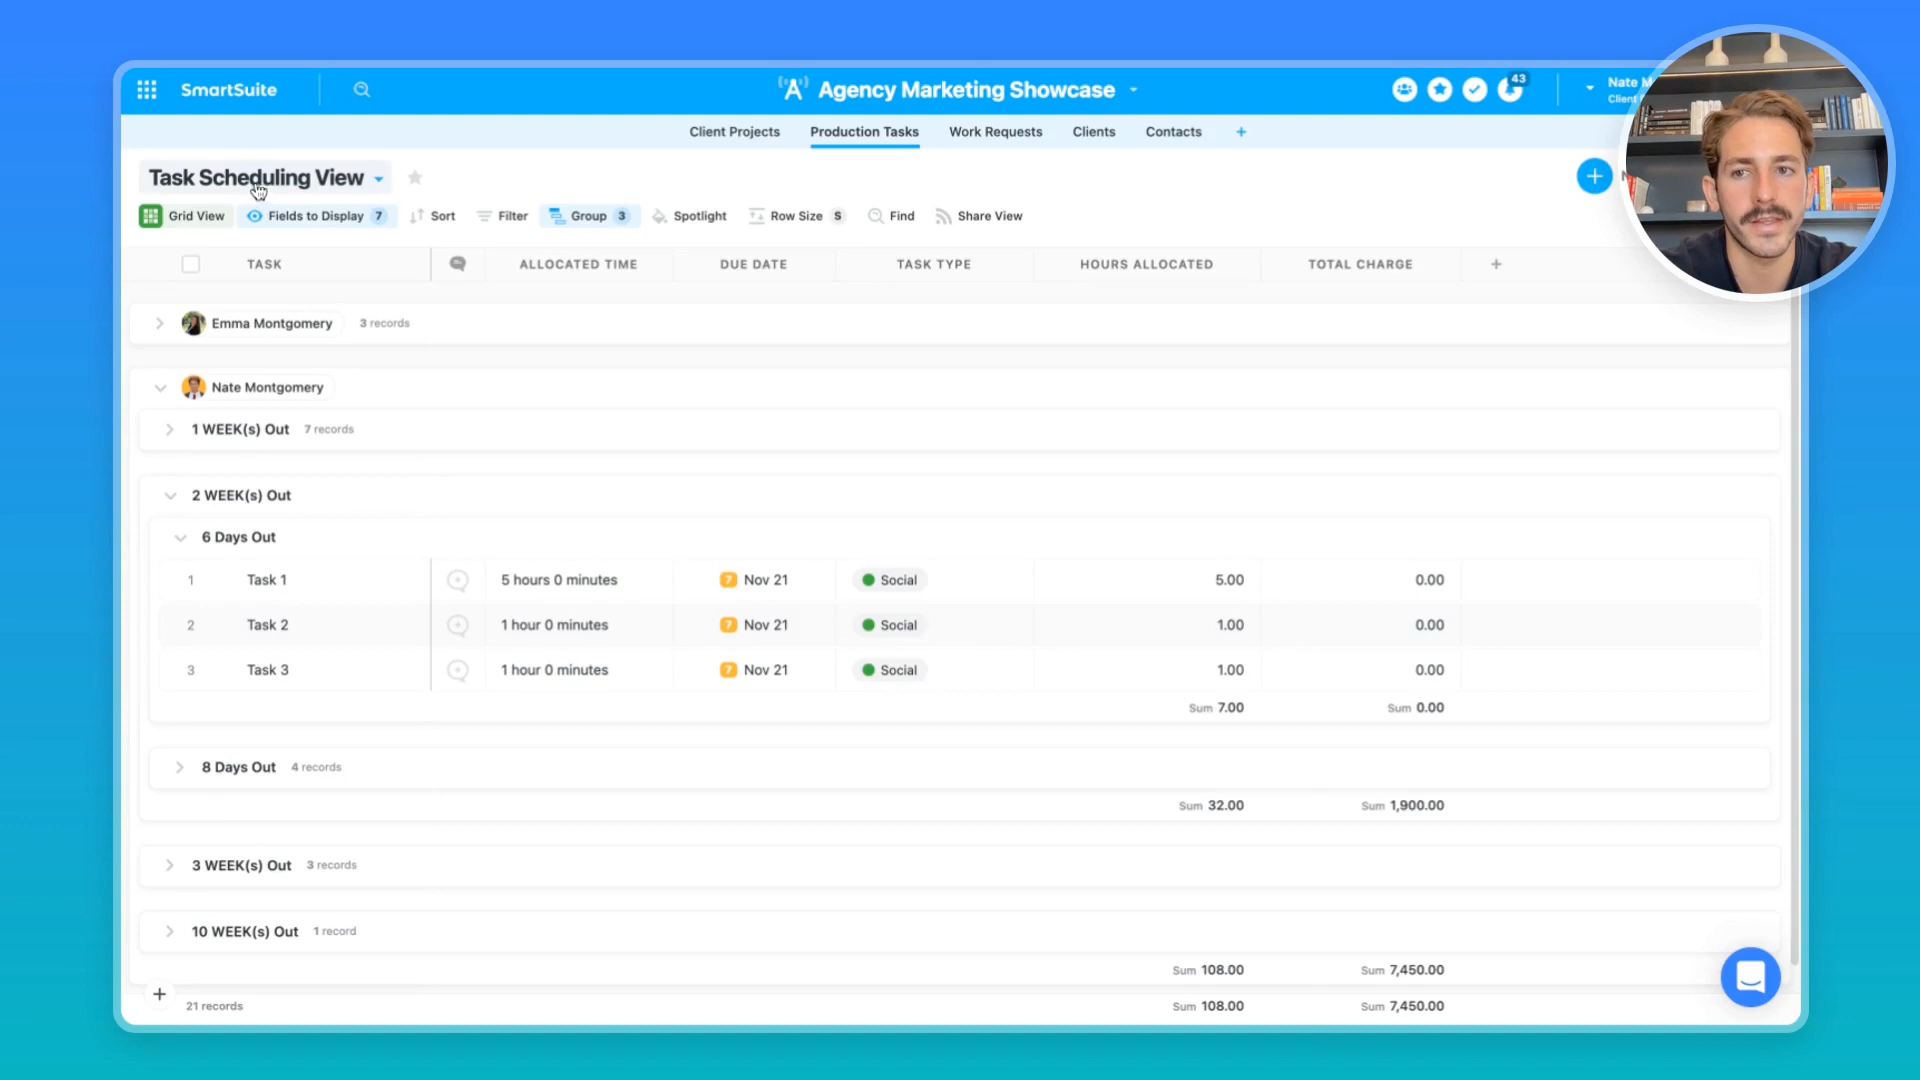 SmartSuite
Agency Marketing Showcase
43
Nate M
Client
Client Projects
Production Tasks
Work Requests
Clients
Contacts
+
Task Scheduling View
Grid View
Fields to Display 7
Sort
Filter
Group 3
Spotlight
Row Size S
Find
Share View
TASK ALLOCATED TIME DUE DATE TASK TYPE HOURS ALLOCATED TOTAL CHARGE +
Emma Montgomery 3 records
Nate Montgomery
1 WEEK(s) Out 7 records
2 WEEK(s) Out
6 Days Out
1 Task 1 5 hours 0 minutes 7 Nov 21 Social 5.00 0.00
2 Task 2 1 hour 0 minutes 7 Nov 21 Social 1.00 0.00
3 Task 3 1 hour 0 minutes 7 Nov 21 Social 1.00 0.00
Sum 7.00 Sum 0.00
8 Days Out 4 records
Sum 32.00 Sum 1,900.00
3 WEEK(s) Out 3 records
10 WEEK(s) Out 1 record
Sum 108.00 Sum 7,450.00
+ 21 records Sum 108.00 Sum 7,450.00